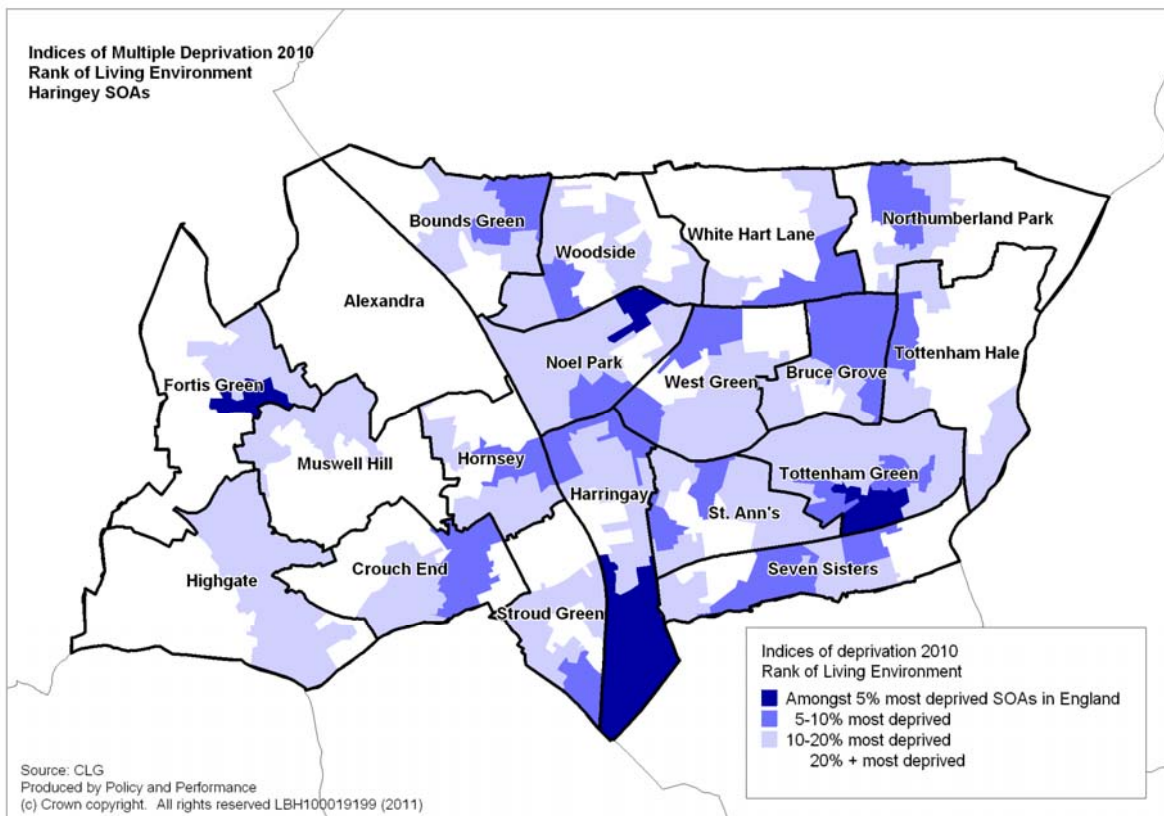 Indices of Multiple Deprivation 2010
Rank of Living Environment
Haringey SOAs
Bounds Green
Woodside
White Hart Lane
Northumberland Park
Alexandra
Noel Park
West Green
Bruce Grove
Tottenham Hale
Fortis Green
Muswell Hill
Hornsey
Harringay
St. Ann's
Tottenham Green
Highgate
Crouch End
Stroud Green
Seven Sisters
Indices of deprivation 2010
Rank of Living Environment
Amongst 5% most deprived SOAs in England
5-10% most deprived
10-20% most deprived
20% + most deprived
Source: CLG
Produced by Policy and Performance
(c) Crown copyright. All rights reserved LBH100019199 (2011)